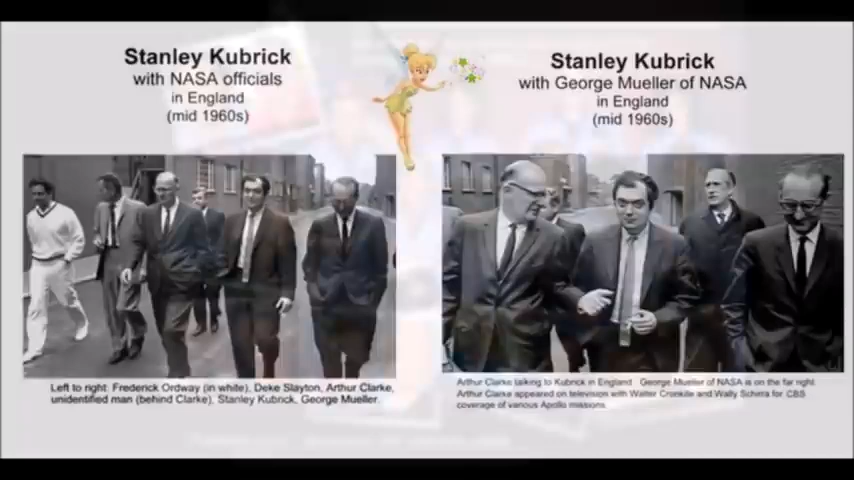 Stanley Kubrick
with NASA officials
in England
(mid 1960s)
Left to right: Frederick Ordway (in white), Deke Slayton, Arthur Clarke,
unidentified man (behind Clarke), Stanley Kubrick, George Mueller.
Stanley Kubrick
with George Mueller of NASA
in England
(mid 1960s)
Arthur Clarke talking to Kubrick in England George Mueller of NASA is on the far right
Arthur Clarke appeared on television with Walter Cronkite and Wally Schirra for CBS
coverage of various Apollo missions.